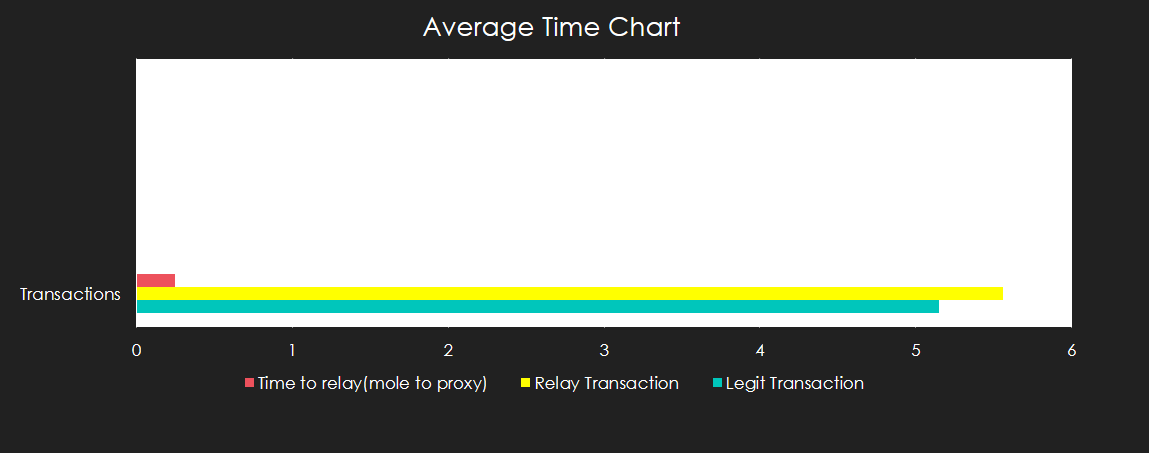 Average Time Chart
Transactions
0 1 2 3 4 5 6
Time to relay(mole to proxy) Relay Transaction Legit Transaction